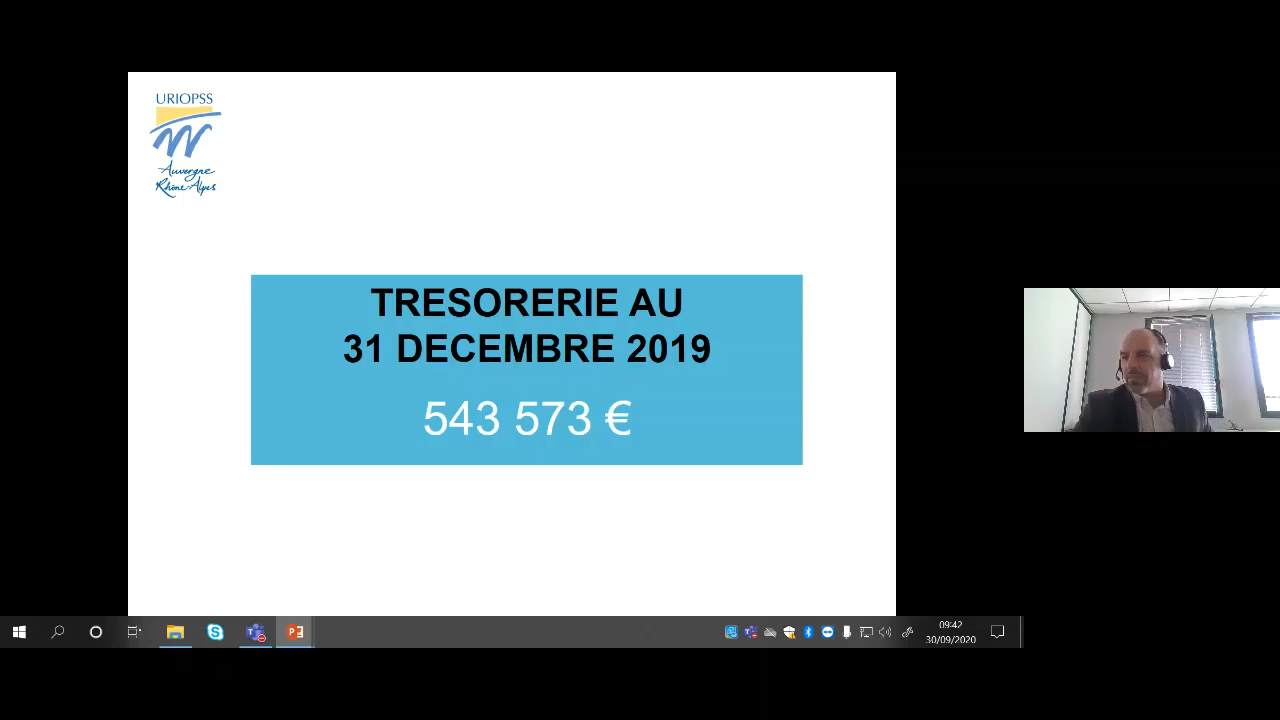 URIOPSS
Auvergne
Rhône-Alpes
TRESORERIE AU
31 DECEMBRE 2019
543 573 €
09:42
30/09/2020